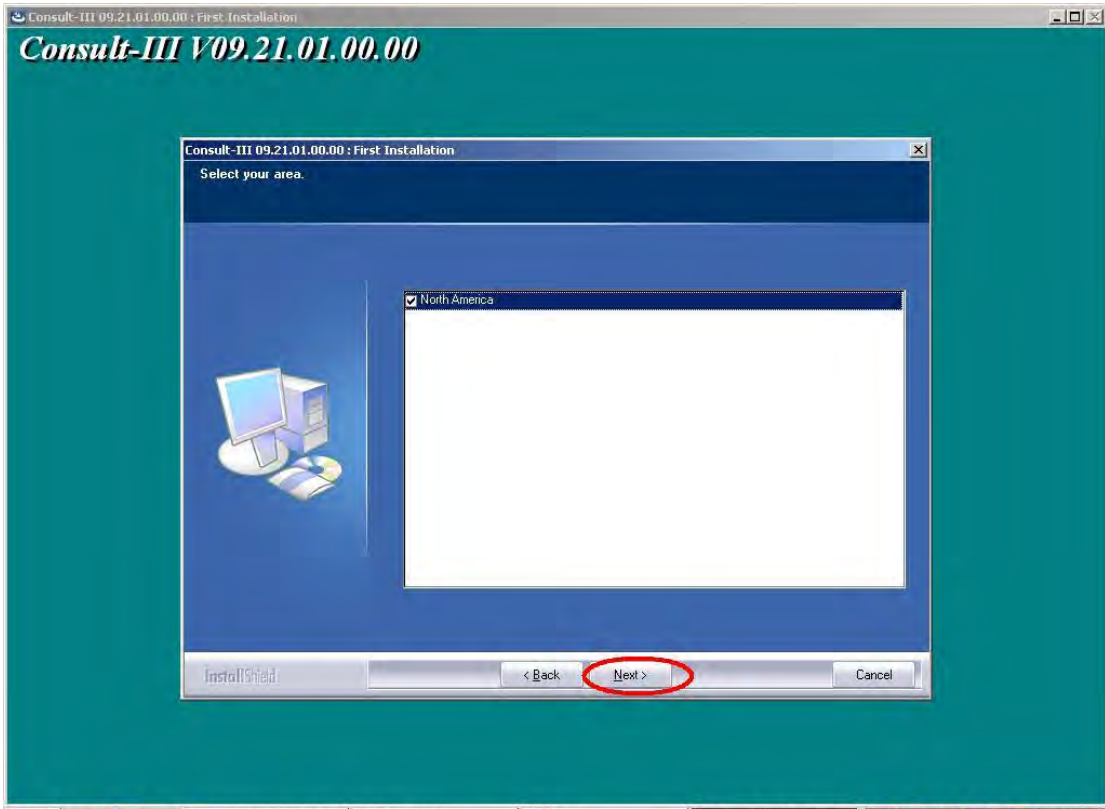 Consult-III 09.21.01.00.00 : First Installation
Consult-III V09.21.01.00.00
Consult-III 09.21.01.00.00 : First Installation
Select your area.
North America
InstallShield
< Back
Next >
Cancel